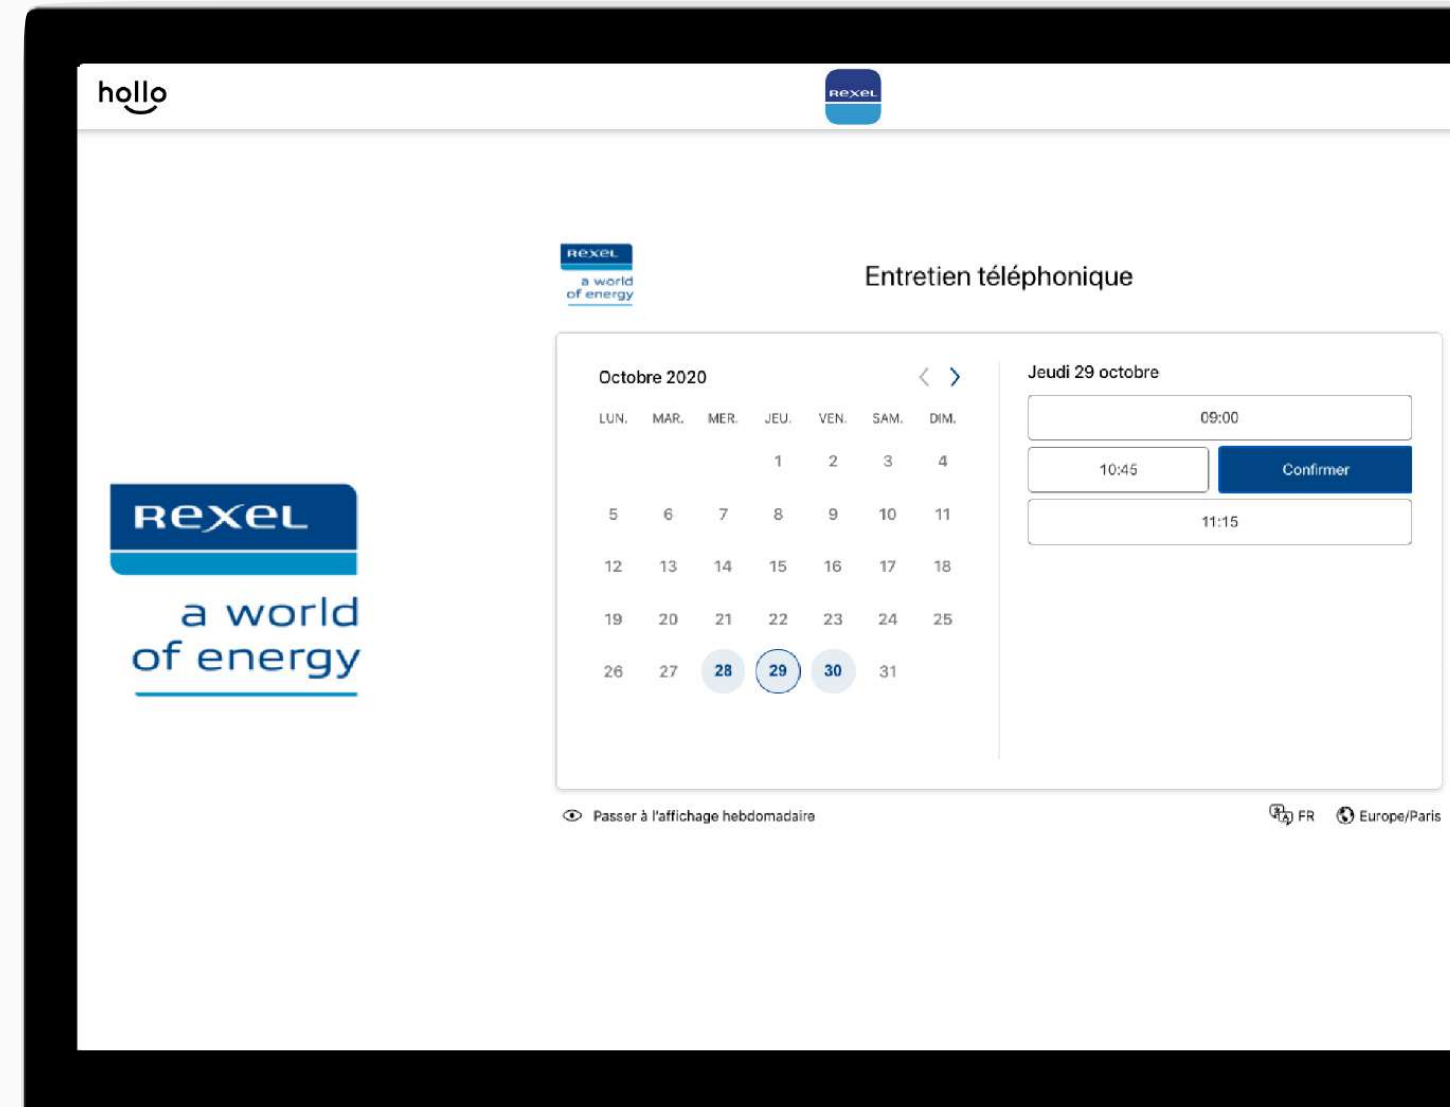 hollo
REXEL
REXEL
a world
of energy
Entretien téléphonique
Octobre 2020
LUN. MAR. MER. JEU. VEN. SAM. DIM.
1 2 3 4
5 6 7 8 9 10 11
12 13 14 15 16 17 18
19 20 21 22 23 24 25
26 27 28 29 30 31
Jeudi 29 octobre
09:00
10:45 Confirmer
11:15
REXEL
a world
of energy
Passer à l'affichage hebdomadaire
FR Europe/Paris